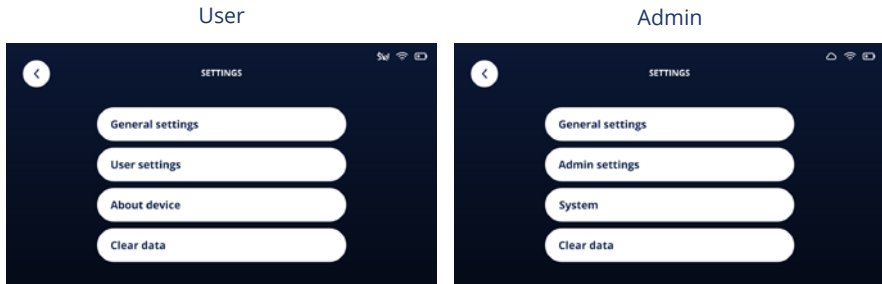 User
Admin
SETTINGS
General settings
User settings
About device
Clear data
SETTINGS
General settings
Admin settings
System
Clear data